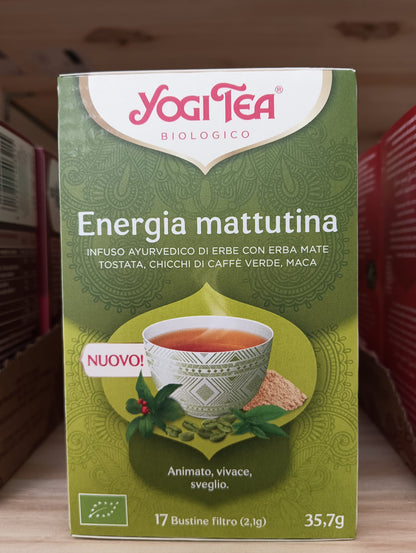 YOGI TEA®
BIOLOGICO
Energia mattutina
INFUSO AYURVEDICO DI ERBE CON ERBA MATE
TOSTATA, CHICCHI DI CAFFÈ VERDE, MACA
NUOVO!
Animato, vivace,
sveglio.
17 Bustine filtro (2,1g) 35,7g